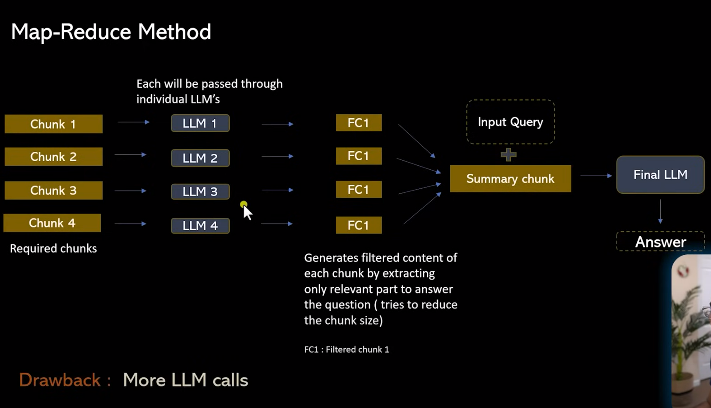 Map-Reduce Method
Each will be passed through
individual LLM's
Chunk 1
LLM 1
FC1
Chunk 2
LLM 2
FC1
Chunk 3
LLM 3
FC1
Chunk 4
LLM 4
FC1
Required chunks
Input Query
Summary chunk
Final LLM
Answer
Generates filtered content of
each chunk by extracting
only relevant part to answer
the question ( tries to reduce
the chunk size)
FC1 : Filtered chunk 1
Drawback : More LLM calls